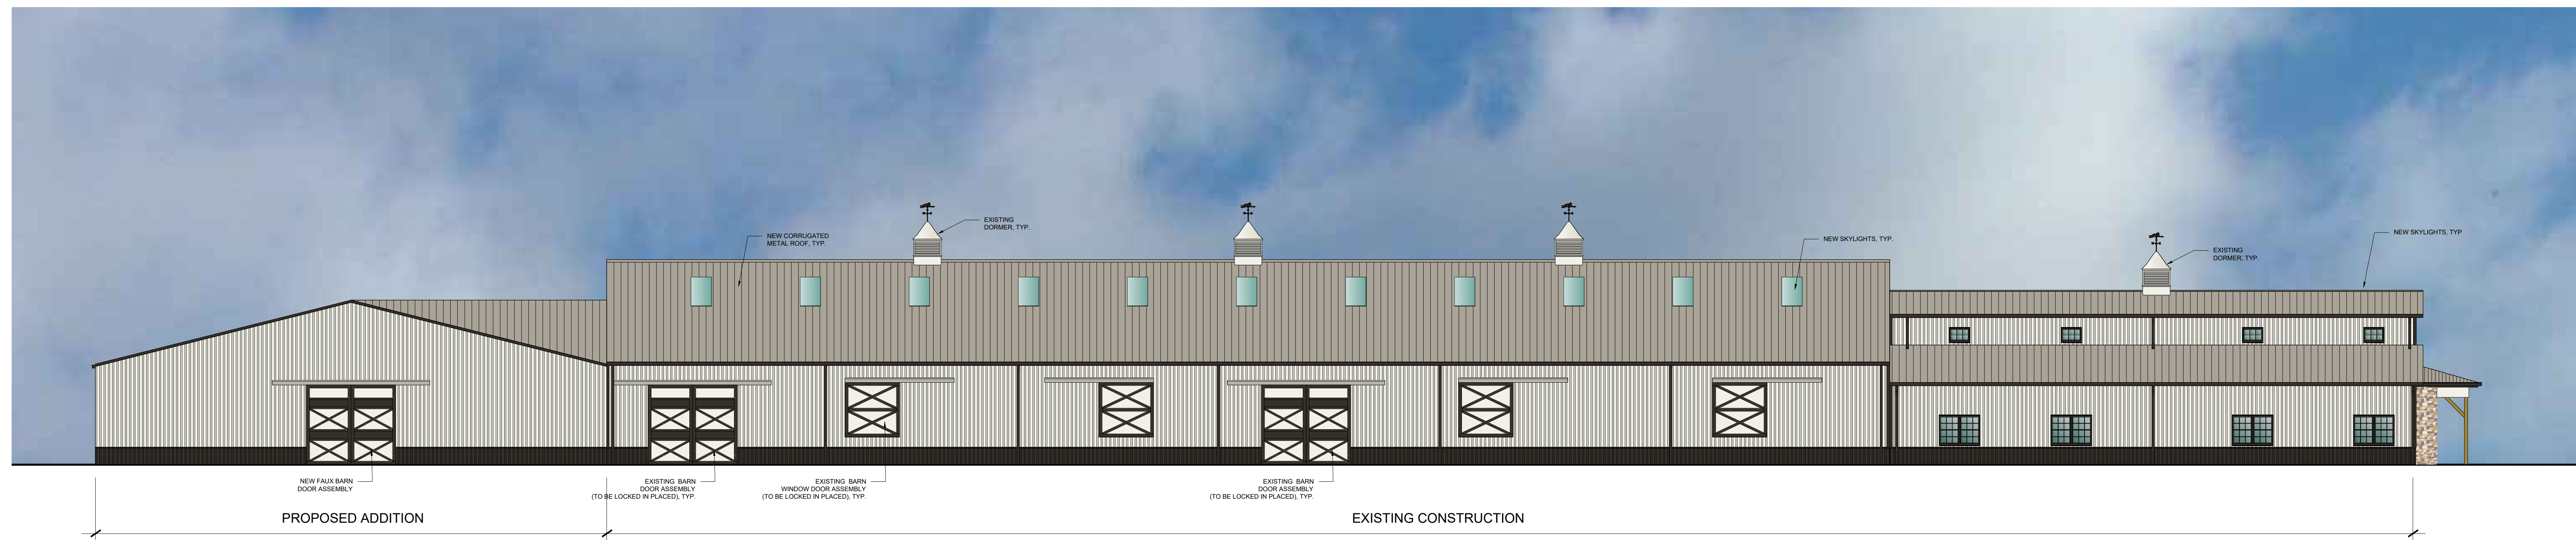 EXISTING
DORMER, TYP.
NEW CORRUGATED
METAL ROOF, TYP.
NEW SKYLIGHTS, TYP.
NEW SKYLIGHTS, TYP
EXISTING
DORMER, TYP.
NEW FAUX BARN
DOOR ASSEMBLY
EXISTING BARN
DOOR ASSEMBLY
(TO BE LOCKED IN PLACED), TYP.
EXISTING BARN
WINDOW DOOR ASSEMBLY
(TO BE LOCKED IN PLACED), TYP.
EXISTING BARN
DOOR ASSEMBLY
(TO BE LOCKED IN PLACED), TYP.
PROPOSED ADDITION
EXISTING CONSTRUCTION